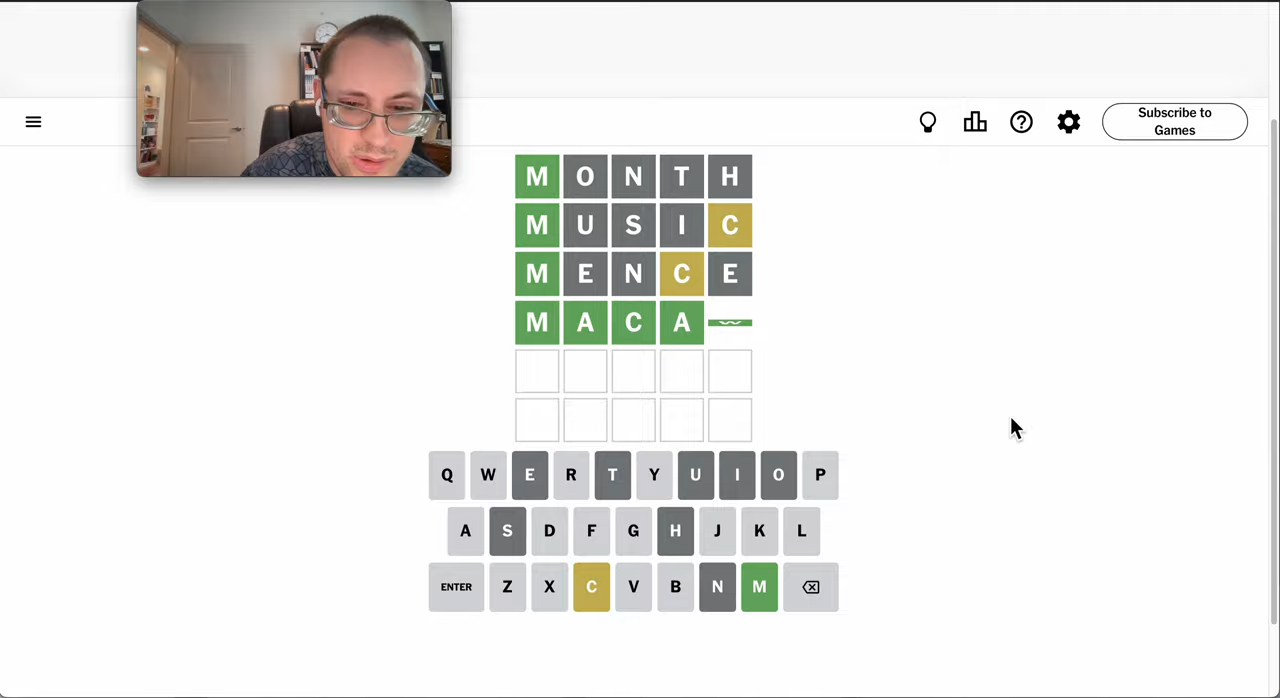 Subscribe to
Games
M O N T H
M U S I C
M E N C E
M A C A
Q W E R T Y U I O P
A S D F G H J K L
ENTER Z X C V B N M